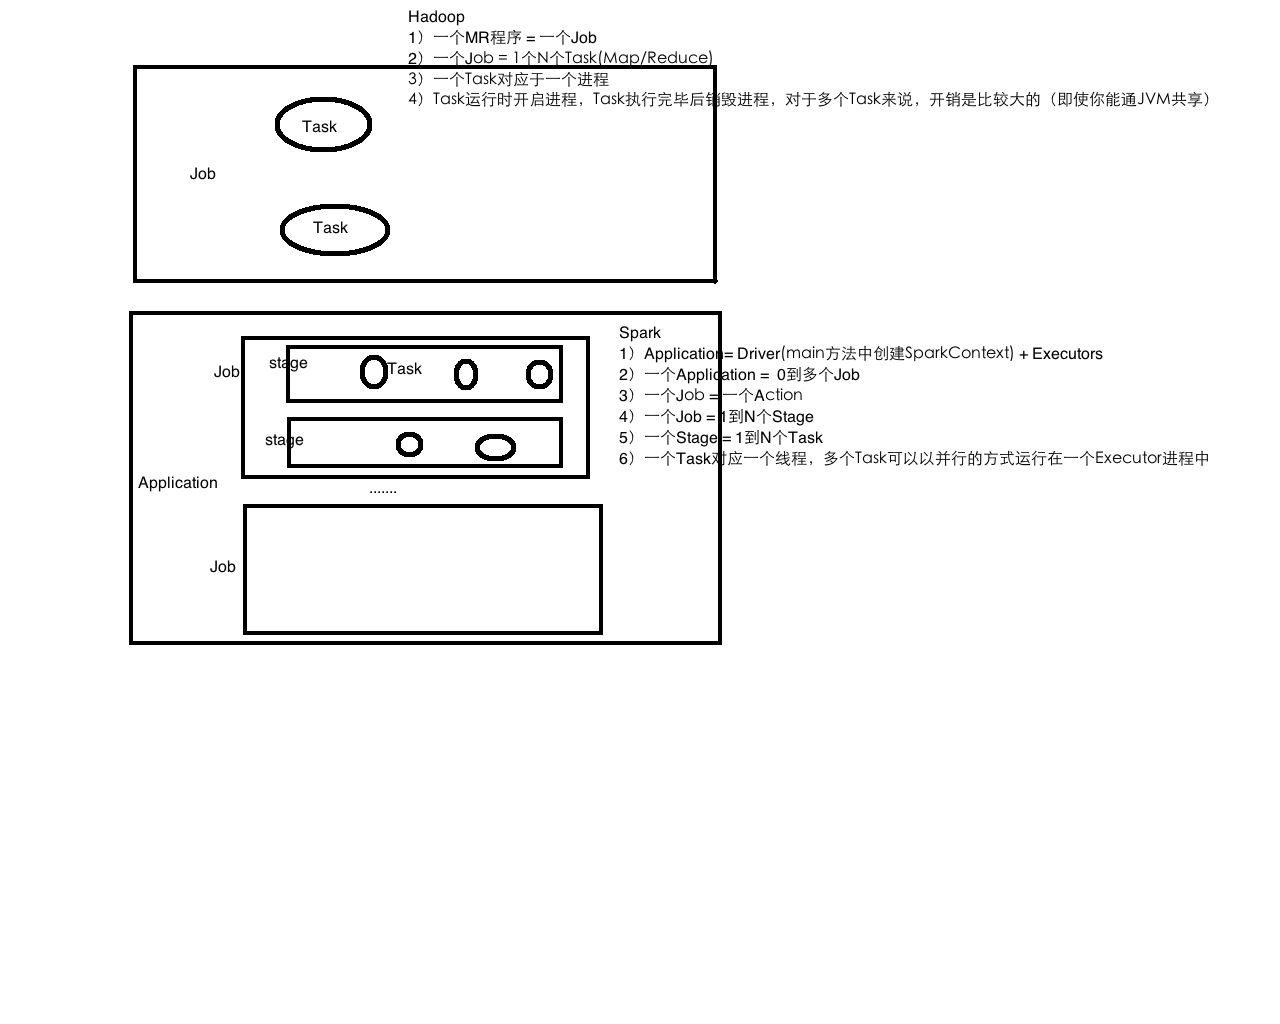 Hadoop
1）一个MR程序 = 一个Job
2）一个Job = 1个N个Task(Map/Reduce)
3）一个Task对应于一个进程
4）Task运行时开启进程，Task执行完毕后销毁进程，对于多个Task来说，开销是比较大的（即使你能通JVM共享）
Task
Job
Task
Spark
1）Application= Driver(main方法中创建SparkContext) + Executors
2）一个Application =  0到多个Job
3）一个Job = 一个Action
4）一个Job = 1到N个Stage
5）一个Stage = 1到N个Task
6）一个Task对应一个线程，多个Task可以以并行的方式运行在一个Executor进程中
stage
Task
Job
stage
Application
.......
Job